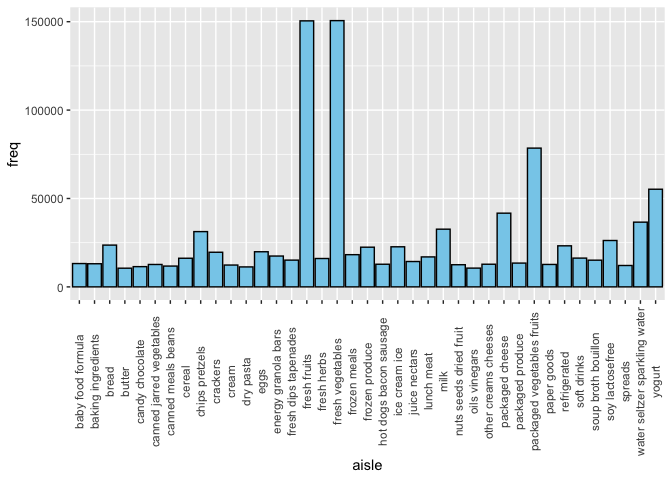 150000
100000
50000
0
freq
baby food formula
baking ingredients
bread
butter
candy chocolate
canned jarred vegetables
canned meals beans
cereal
chips pretzels
crackers
cream
dry pasta
eggs
energy granola bars
fresh dips tapenades
fresh fruits
fresh herbs
fresh vegetables
frozen meals
frozen produce
hot dogs bacon sausage
ice cream ice
juice nectars
lunch meat
milk
nuts seeds dried fruit
oils vinegars
other creams cheeses
packaged cheese
packaged produce
packaged vegetables fruits
paper goods
refrigerated
soft drinks
soup broth bouillon
soy lactosefree
spreads
water seltzer sparkling water
yogurt
aisle